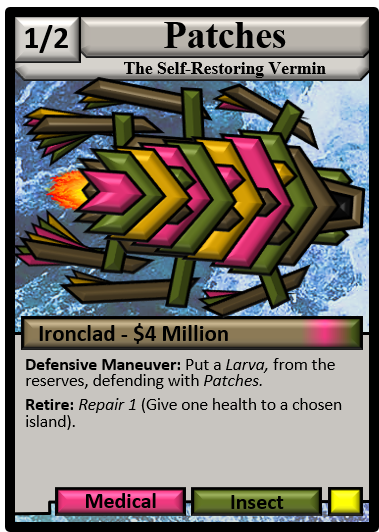 1/2
Patches
The Self-Restoring Vermin
Ironclad - $4 Million
Defensive Maneuver: Put a Larva, from the
reserves, defending with Patches.
Retire: Repair 1 (Give one health to a chosen
island).
Medical
Insect